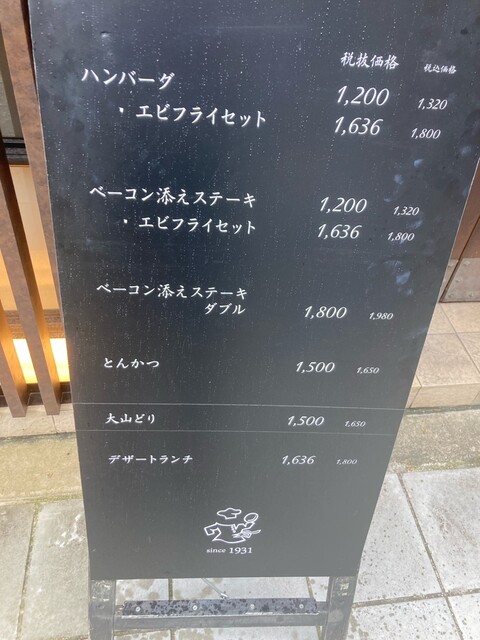 税抜価格 税込価格
ハンバーグ 1,200 1,320
・エビフライセット 1,636 1,800
ベーコン添えステーキ 1,200 1,320
・エビフライセット 1,636 1,800
ベーコン添えステーキ
ダブル 1,800 1,980
とんかつ 1,500 1,650
大山どり 1,500 1,650
デザートランチ 1,636 1,800
since 1931